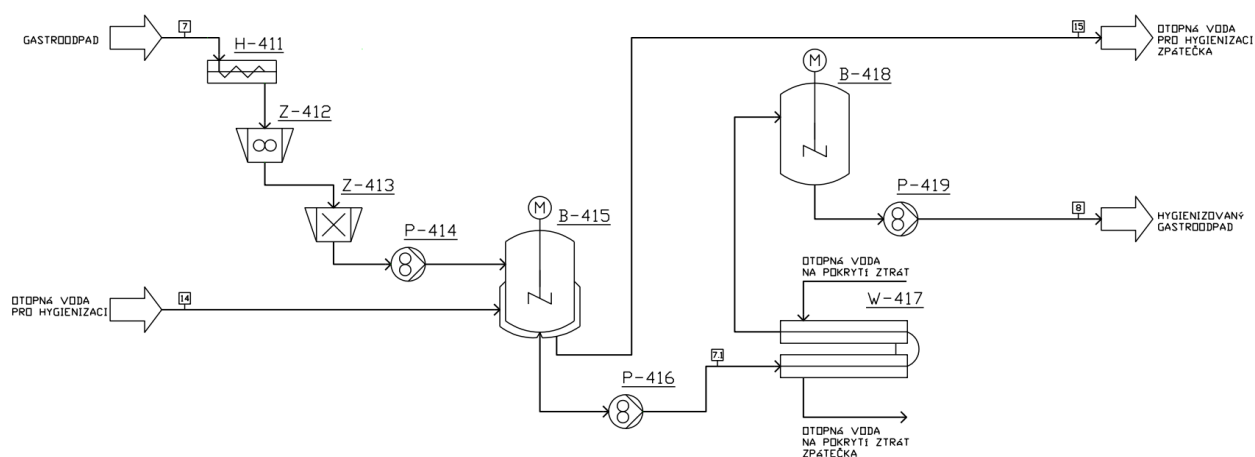 GASTROODPAD
7
H-411
Z-412
Z-413
P-414
M
B-415
OTOPNÁ VODA
PRO HYGIENIZACI
14
P-416
7.1
W-417
OTOPNÁ VODA
NA POKRYTÍ ZTRÁT
OTOPNÁ VODA
NA POKRYTÍ ZTRÁT
ZPÁTEČKA
M
B-418
P-419
15
OTOPNÁ VODA
PRO HYGIENIZACI
ZPÁTEČKA
8
HYGIENIZOVANÝ
GASTROODPAD